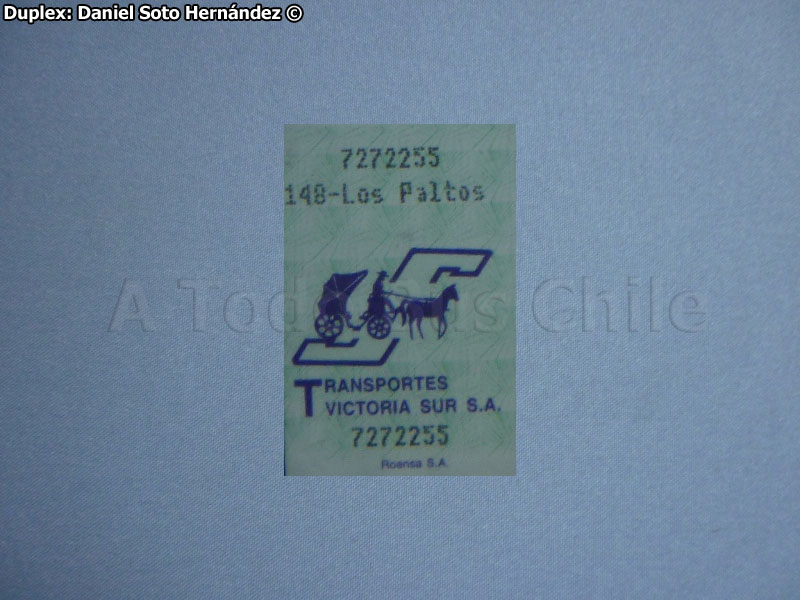 Duplex: Daniel Soto Hernández ©
7272255
148-Los Paltos
A Todo Bus Chile
TRANSPORTES
VICTORIA SUR S.A.
7272255
Roensa S.A.